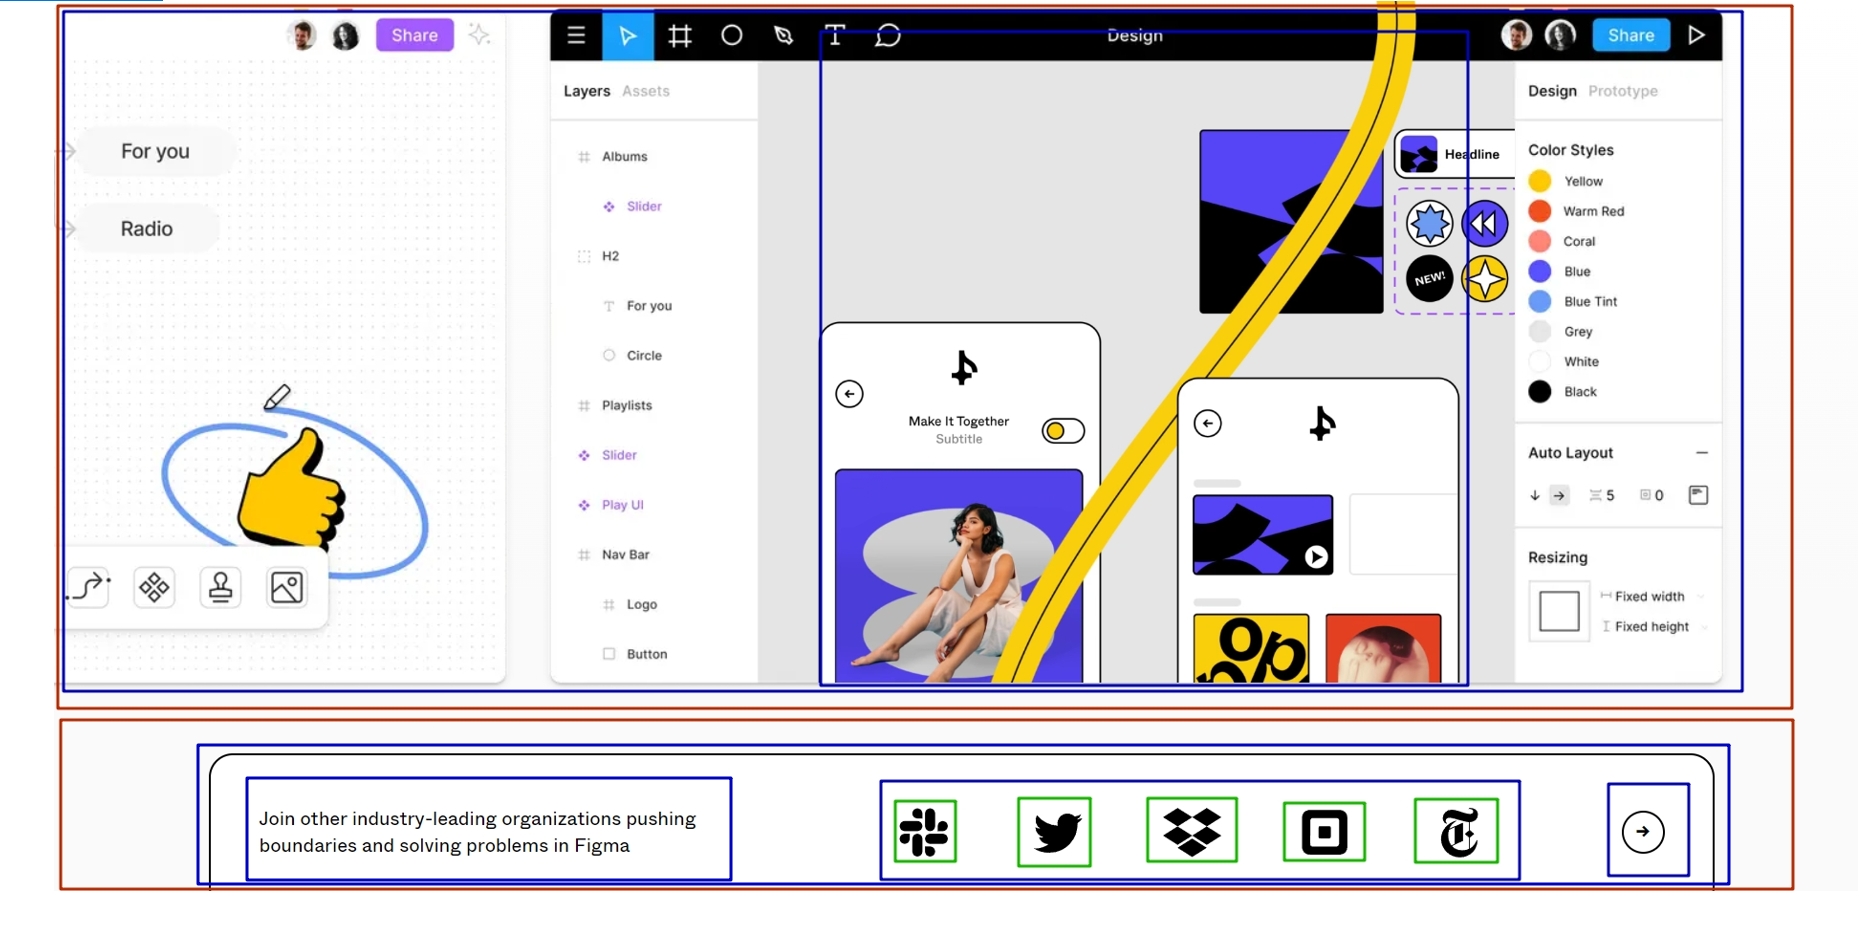 Share
For you
Radio
Design
Share
Layers Assets
Albums
Slider
H2
For you
Circle
Playlists
Slider
Play UI
Nav Bar
Logo
Button
Headline
NEW!
Make It Together
Subtitle
Design Prototype
Color Styles
Yellow
Warm Red
Coral
Blue
Blue Tint
Grey
White
Black
Auto Layout
5 0
Resizing
Fixed width
Fixed height
Join other industry-leading organizations pushing
boundaries and solving problems in Figma